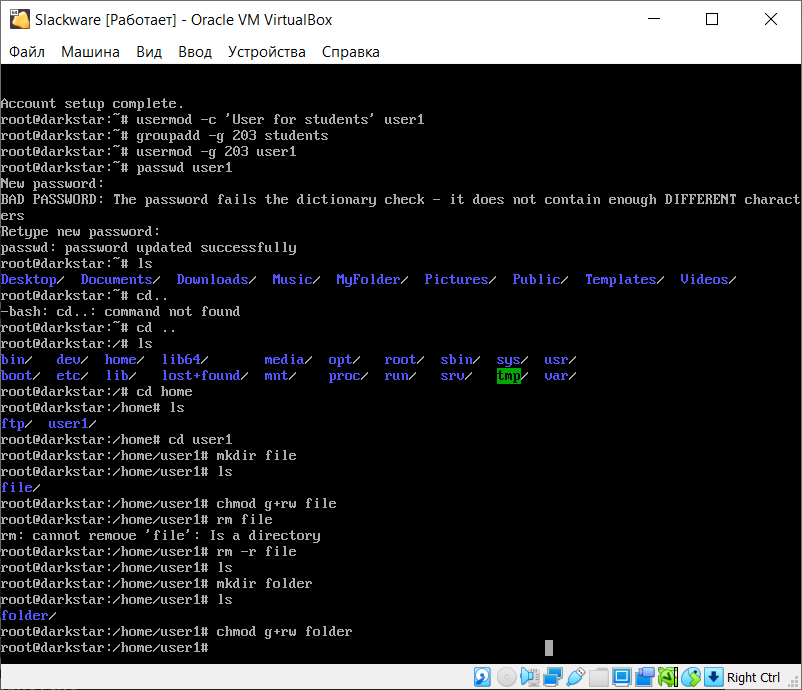 Slackware [Работает] - Oracle VM VirtualBox
Файл Машина Вид Ввод Устройства Справка
Account setup complete.
root@darkstar:~# usermod -c 'User for students' user1
root@darkstar:~# groupadd -g 203 students
root@darkstar:~# usermod -g 203 user1
root@darkstar:~# passwd user1
New password:
BAD PASSWORD: The password fails the dictionary check - it does not contain enough DIFFERENT charact
ers
Retype new password:
passwd: password updated successfully
root@darkstar:~# ls
Desktop/ Documents/ Downloads/ Music/ MyFolder/ Pictures/ Public/ Templates/ Videos/
root@darkstar:~# cd..
-bash: cd..: command not found
root@darkstar:~# cd ..
root@darkstar:/# ls
bin/ dev/ home/ lib64/ media/ opt/ root/ sbin/ sys/ usr/
boot/ etc/ lib/ lost+found/ mnt/ proc/ run/ srv/ tmp/ var/
root@darkstar:/# cd home
root@darkstar:/home# ls
ftp/ user1/
root@darkstar:/home# cd user1
root@darkstar:/home/user1# mkdir file
root@darkstar:/home/user1# ls
file/
root@darkstar:/home/user1# chmod g+rw file
root@darkstar:/home/user1# rm file
rm: cannot remove 'file': Is a directory
root@darkstar:/home/user1# rm -r file
root@darkstar:/home/user1# ls
root@darkstar:/home/user1# mkdir folder
root@darkstar:/home/user1# ls
folder/
root@darkstar:/home/user1# chmod g+rw folder
root@darkstar:/home/user1#
Right Ctrl